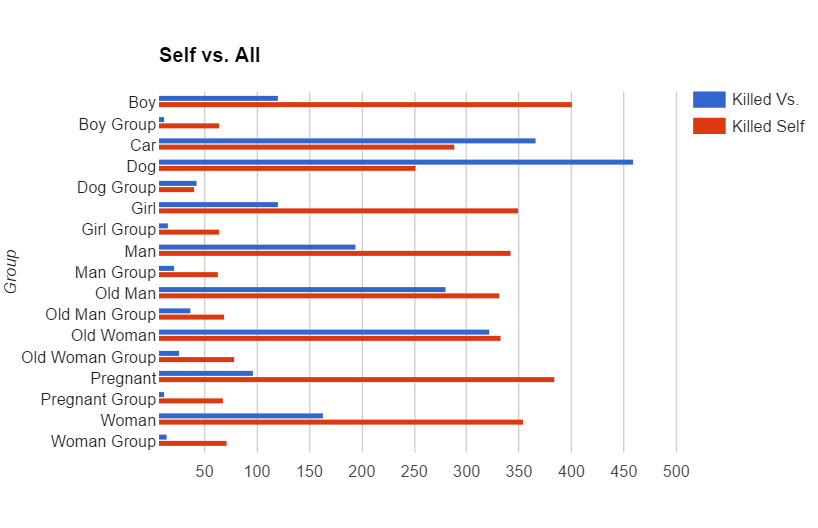 Self vs. All
Killed Vs.
Killed Self
Group
Boy
Boy Group
Car
Dog
Dog Group
Girl
Girl Group
Man
Man Group
Old Man
Old Man Group
Old Woman
Old Woman Group
Pregnant
Pregnant Group
Woman
Woman Group
50 100 150 200 250 300 350 400 450 500